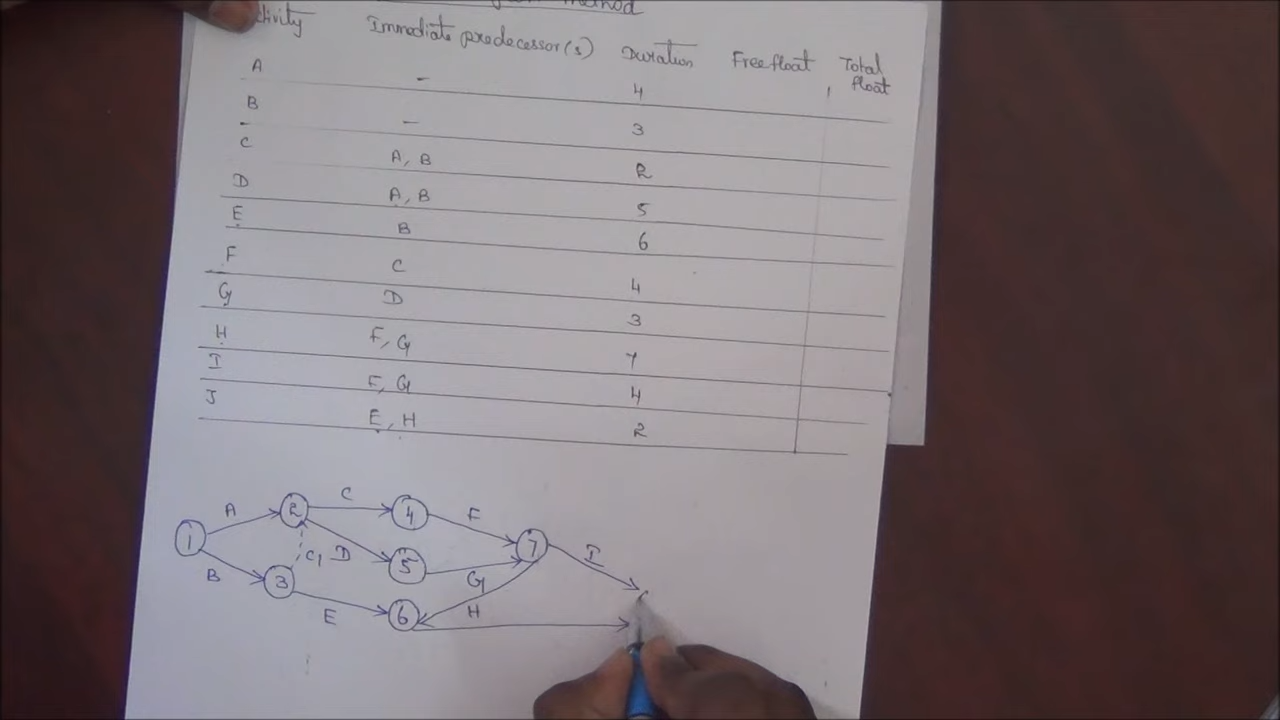 Method
Activity Immediate predecessor(s) Duration Free float Total float
A - 4
B - 3
C A, B 2
D A, B 5
E B 6
F C 4
G D 3
H F, G 7
I F, G 4
J E, H 2
A
C
F
I
1
2
4
7
D
C1
5
G
B
3
E
6
H